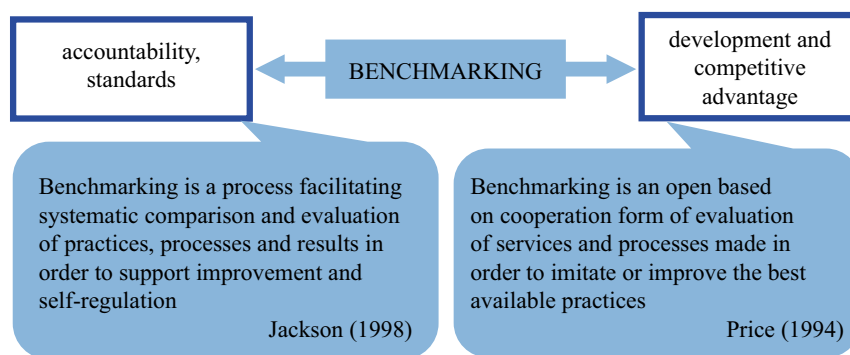 accountability,
standards
BENCHMARKING
development and
competitive
advantage
Benchmarking is a process facilitating
systematic comparison and evaluation
of practices, processes and results in
order to support improvement and
self-regulation
Jackson (1998)
Benchmarking is an open based
on cooperation form of evaluation
of services and processes made in
order to imitate or improve the best
available practices
Price (1994)